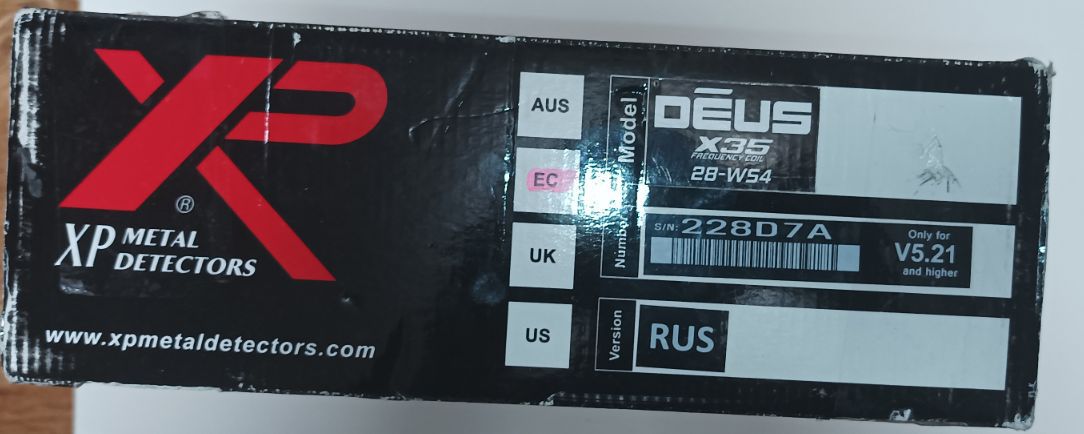 XP
®
XP METAL
DETECTORS
www.xpmetaldetectors.com
AUS
EC
UK
US
Model
DĒUS
X35
FREQUENCY COIL
28-WS4
Number
S/N: 228D7A
Only for
V5.21
and higher
Version
RUS